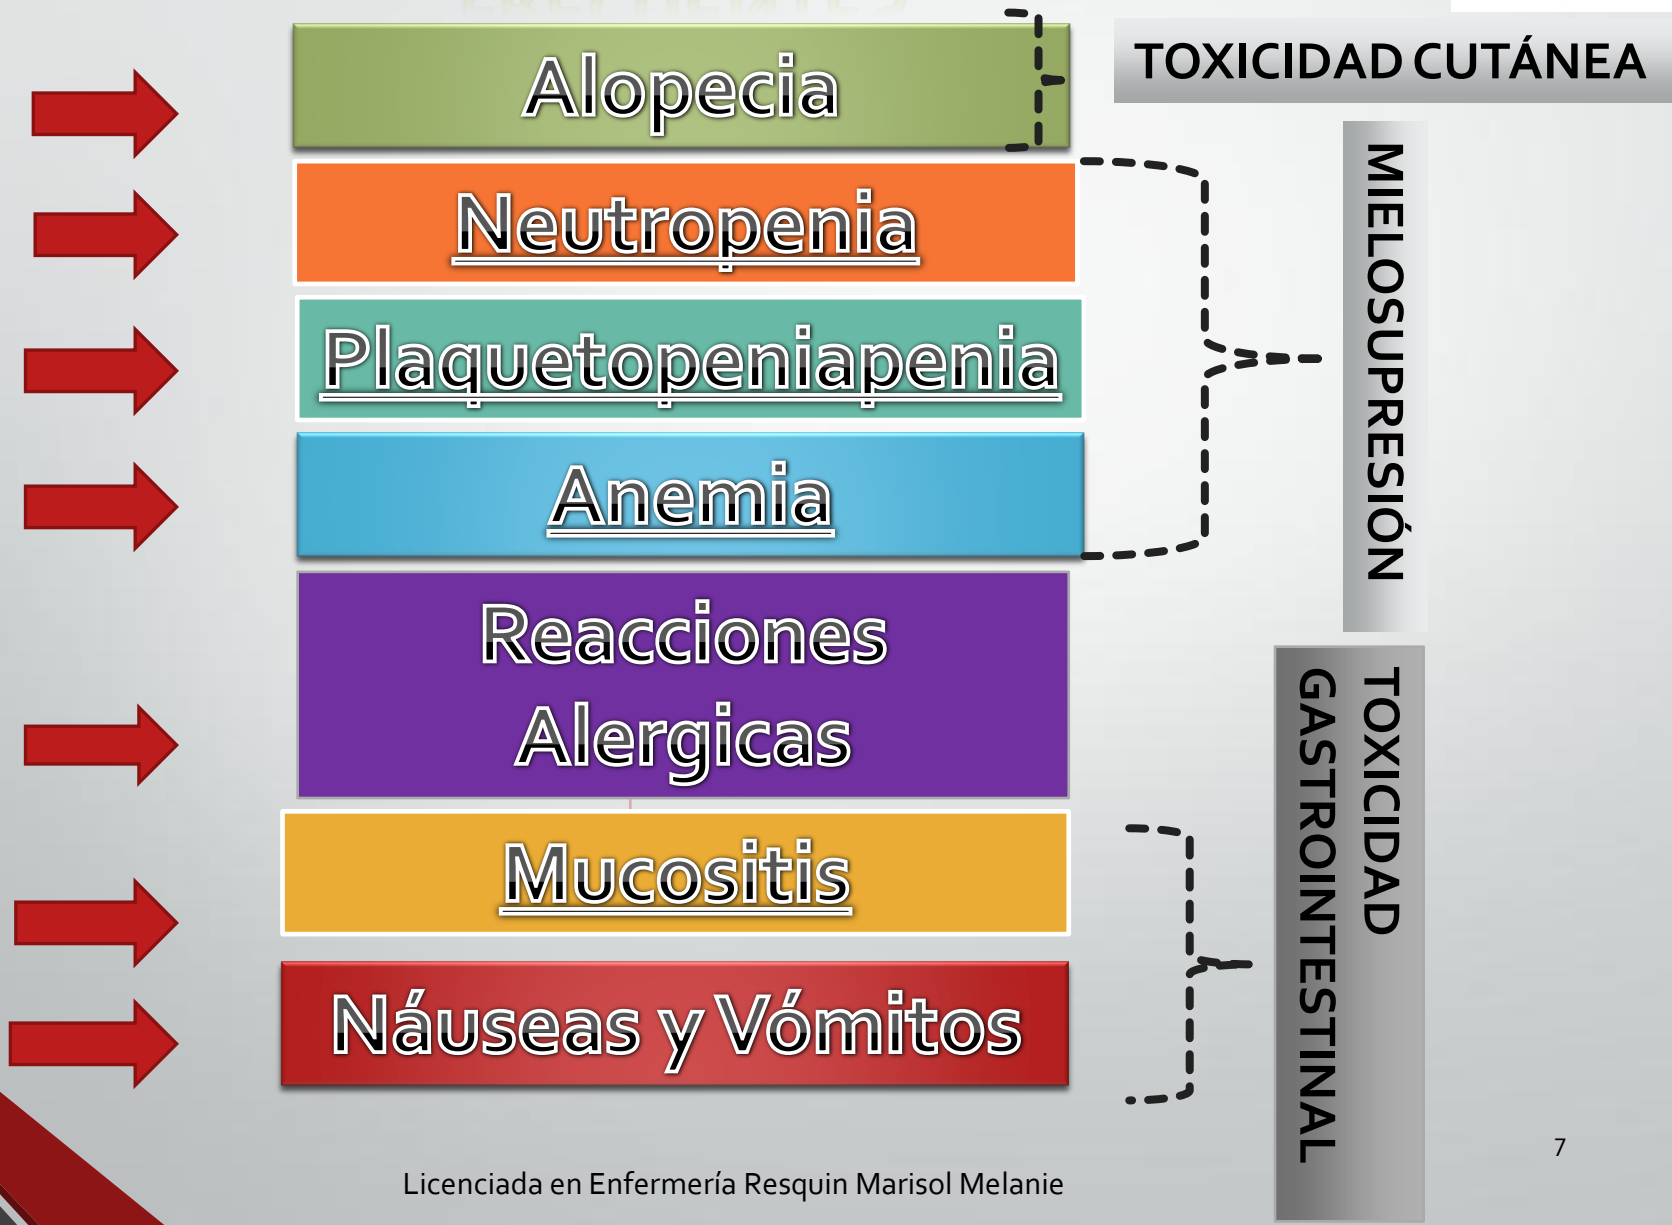 Alopecia
TOXICIDAD CUTÁNEA
Neutropenia
Plaquetopeniapenia
Anemia
MIELOSUPRESIÓN
Reacciones
Alergicas
Mucositis
Náuseas y Vómitos
TOXICIDAD
GASTROINTESTINAL
7
Licenciada en Enfermería Resquin Marisol Melanie